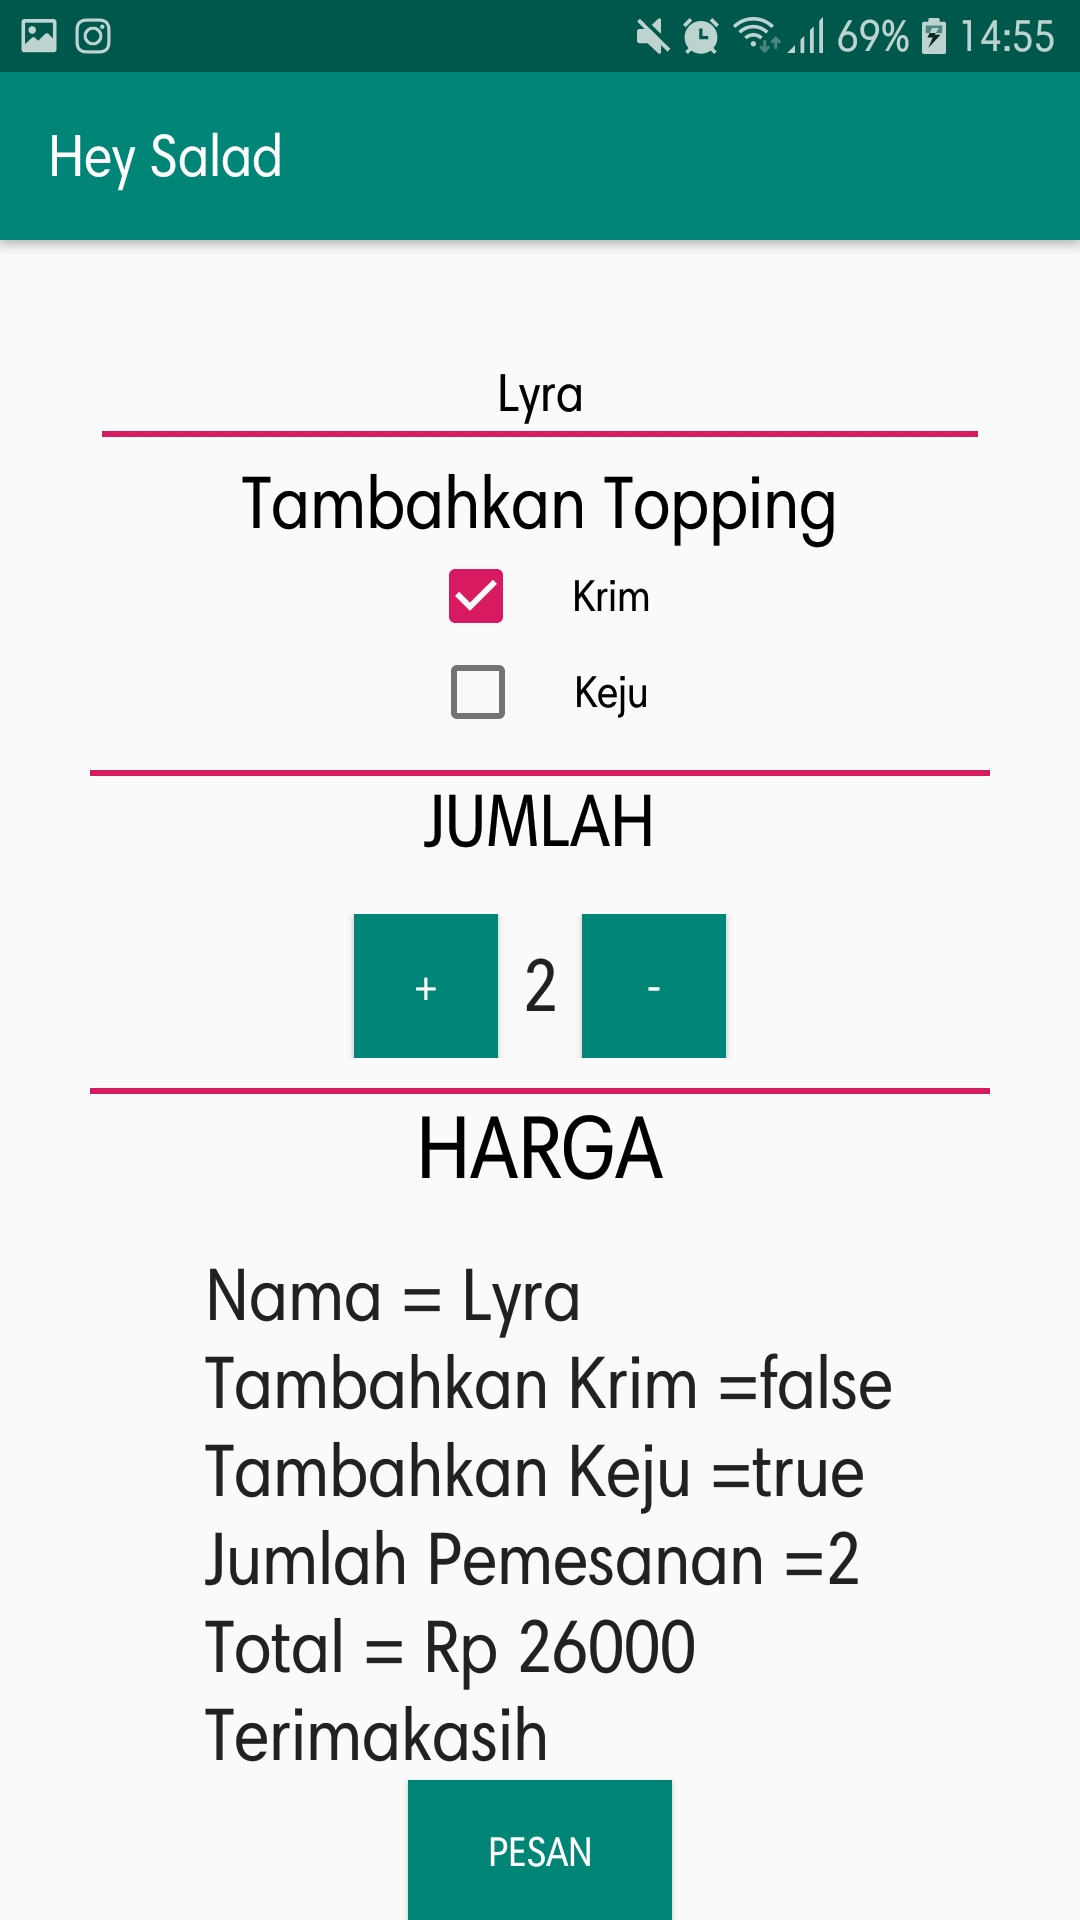 69% 14:55
Hey Salad
Lyra
Tambahkan Topping
Krim
Keju
JUMLAH
+ 2 -
HARGA
Nama = Lyra
Tambahkan Krim =false
Tambahkan Keju =true
Jumlah Pemesanan =2
Total = Rp 26000
Terimakasih
PESAN